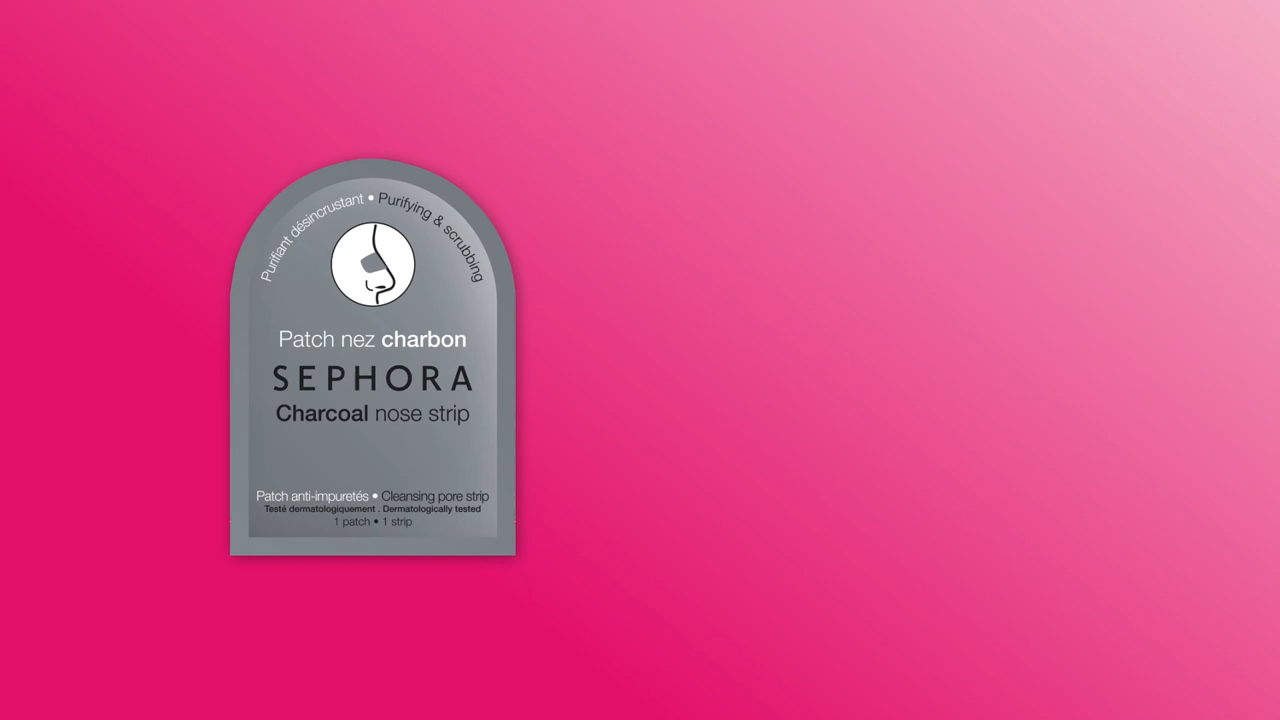 Purifiant désincrustant • Purifying & scrubbing
Patch nez charbon
SEPHORA
Charcoal nose strip
Patch anti-impuretés • Cleansing pore strip
Testé dermatologiquement . Dermatologically tested
1 patch • 1 strip